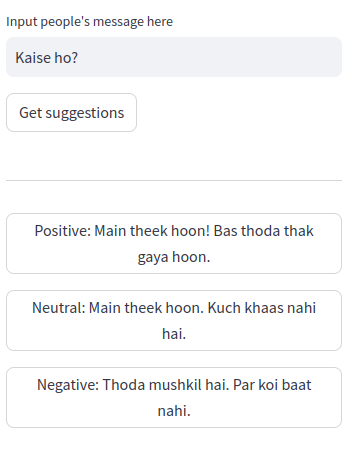 Input people's message here
Kaise ho?
Get suggestions
Positive: Main theek hoon! Bas thoda thak
gaya hoon.
Neutral: Main theek hoon. Kuch khaas nahi
hai.
Negative: Thoda mushkil hai. Par koi baat
nahi.